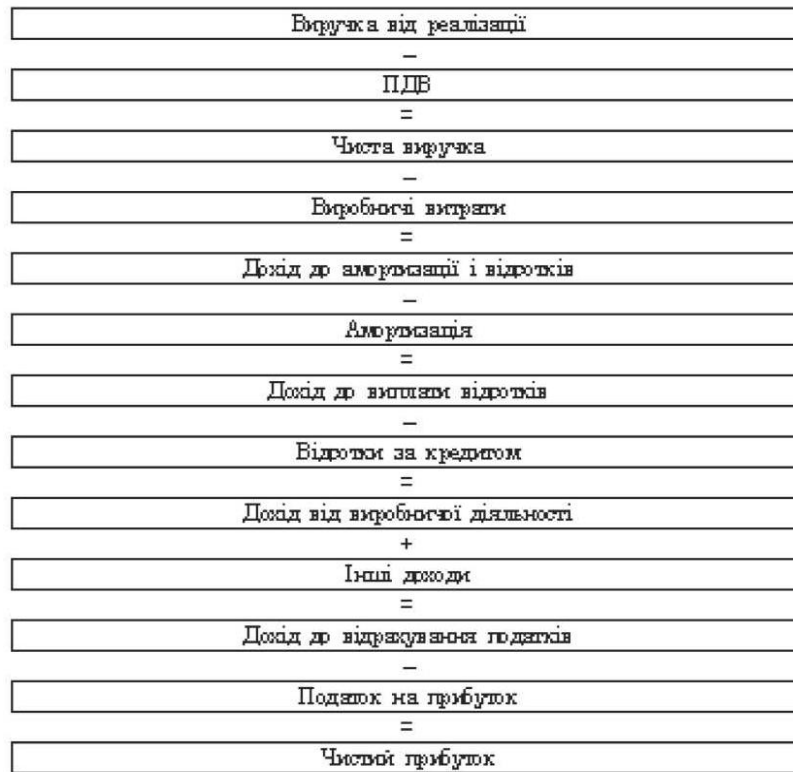 Виручка від реалізації
–
ПДВ
=
Чиста виручка
–
Виробничі витрати
=
Дохід до амортизації і відсотків
–
Амортизація
=
Дохід до виплати відсотків
–
Відсотки за кредитом
=
Дохід від виробничої діяльності
+
Інші доходи
=
Дохід до відрахування податків
–
Податок на прибуток
=
Чистий прибуток